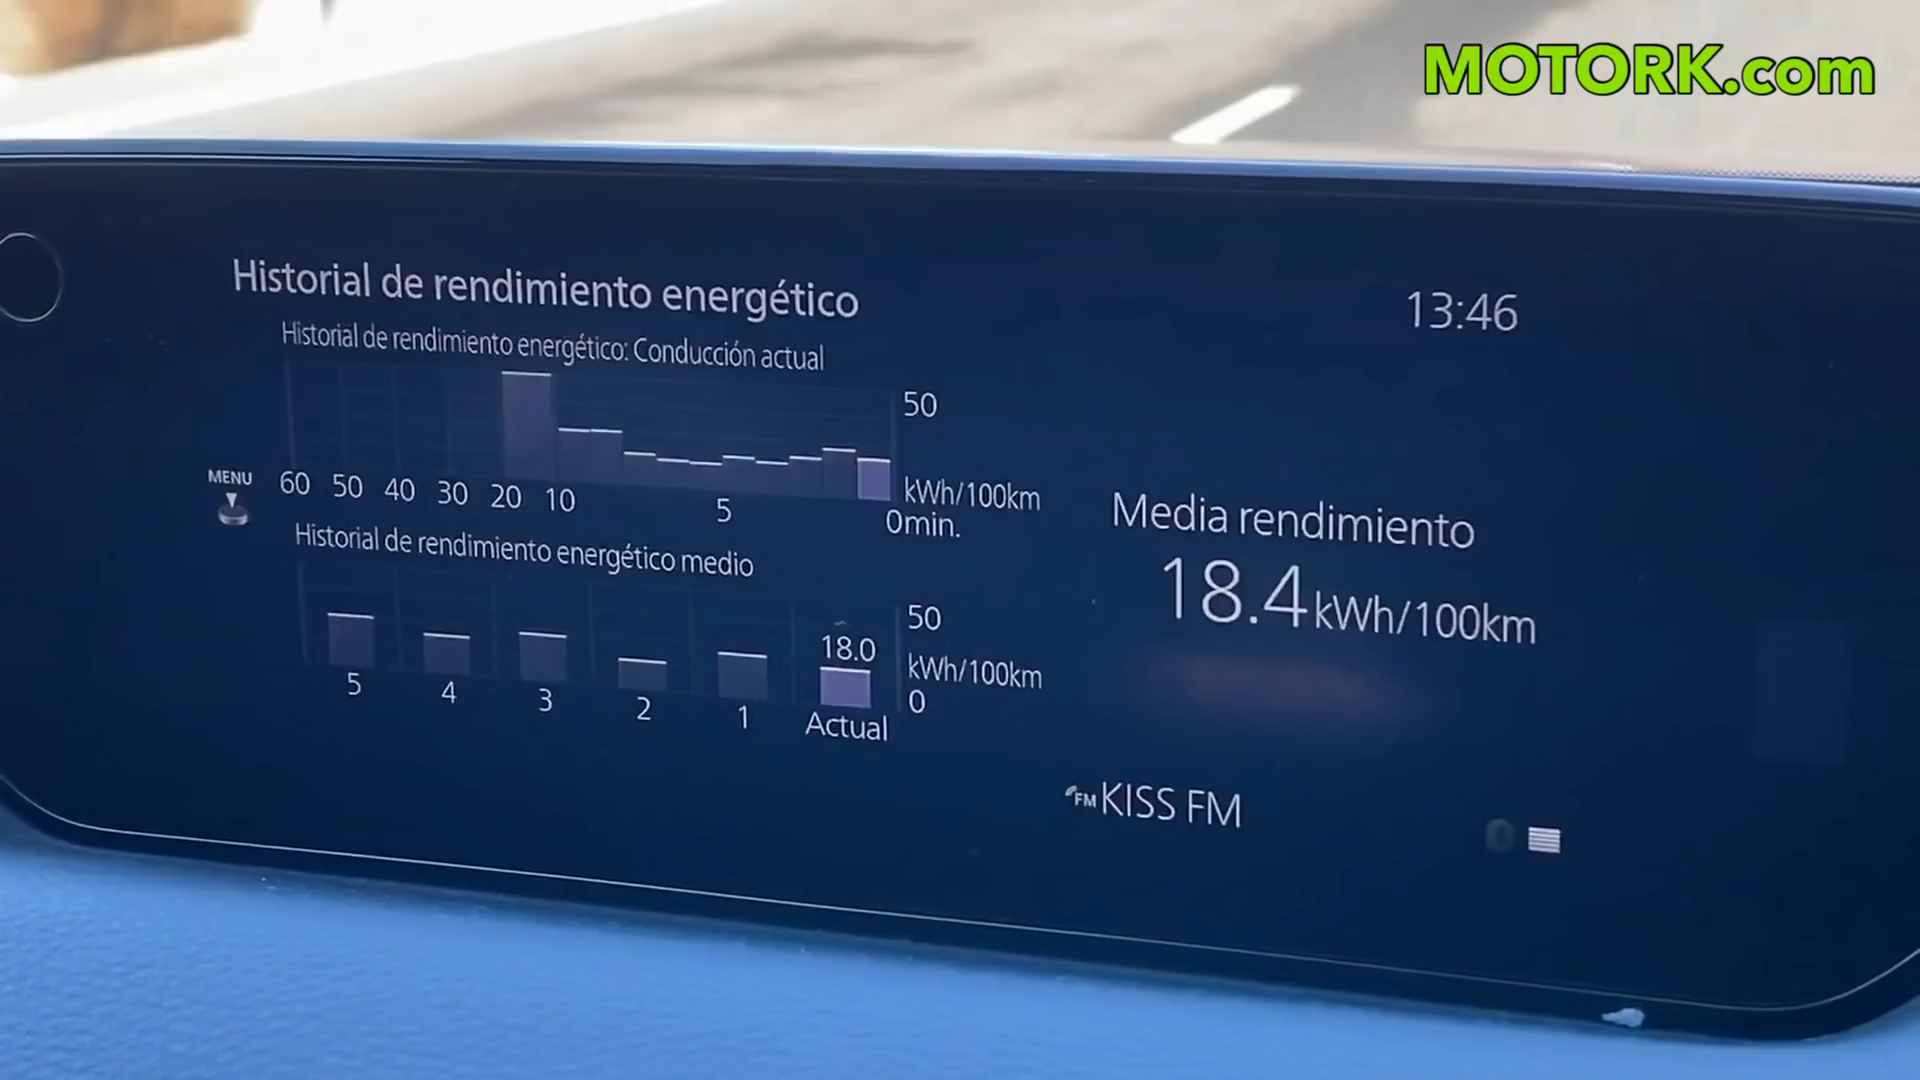 MOTORK.com
Historial de rendimiento energético
13:46
Historial de rendimiento energético: Conducción actual
50
kWh/100km
MENU
60 50 40 30 20 10 5 0min.
Historial de rendimiento energético medio
50
18.0
kWh/100km
0
5 4 3 2 1 Actual
Media rendimiento
18.4 kWh/100km
FM KISS FM